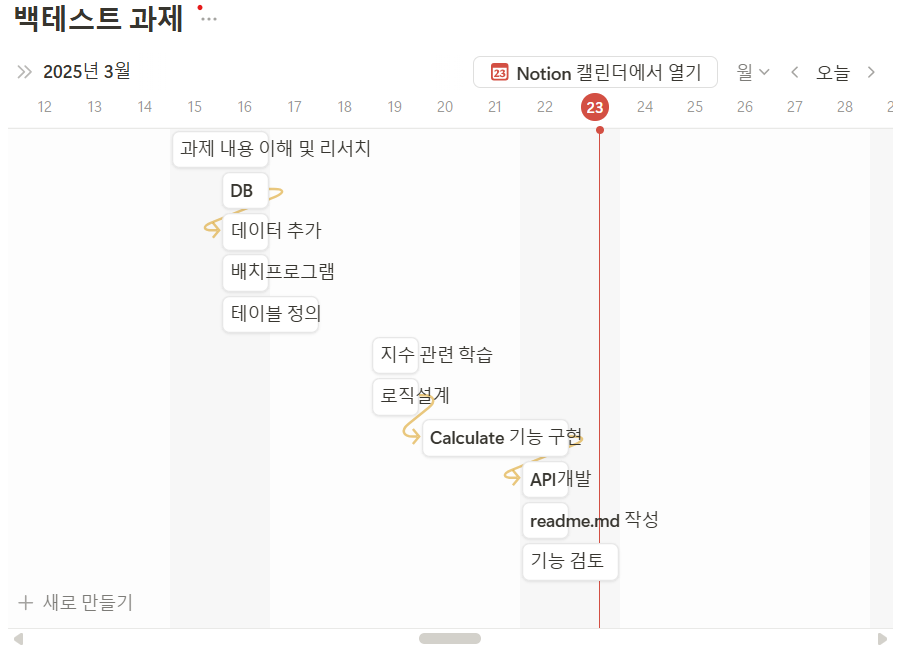 백테스트 과제 ...
2025년 3월
23 Notion 캘린더에서 열기 월 오늘
12 13 14 15 16 17 18 19 20 21 22 23 24 25 26 27 28 2
과제 내용 이해 및 리서치
DB
데이터 추가
배치프로그램
테이블 정의
지수 관련 학습
로직설계
Calculate 기능 구현
API개발
readme.md 작성
기능 검토
+ 새로 만들기